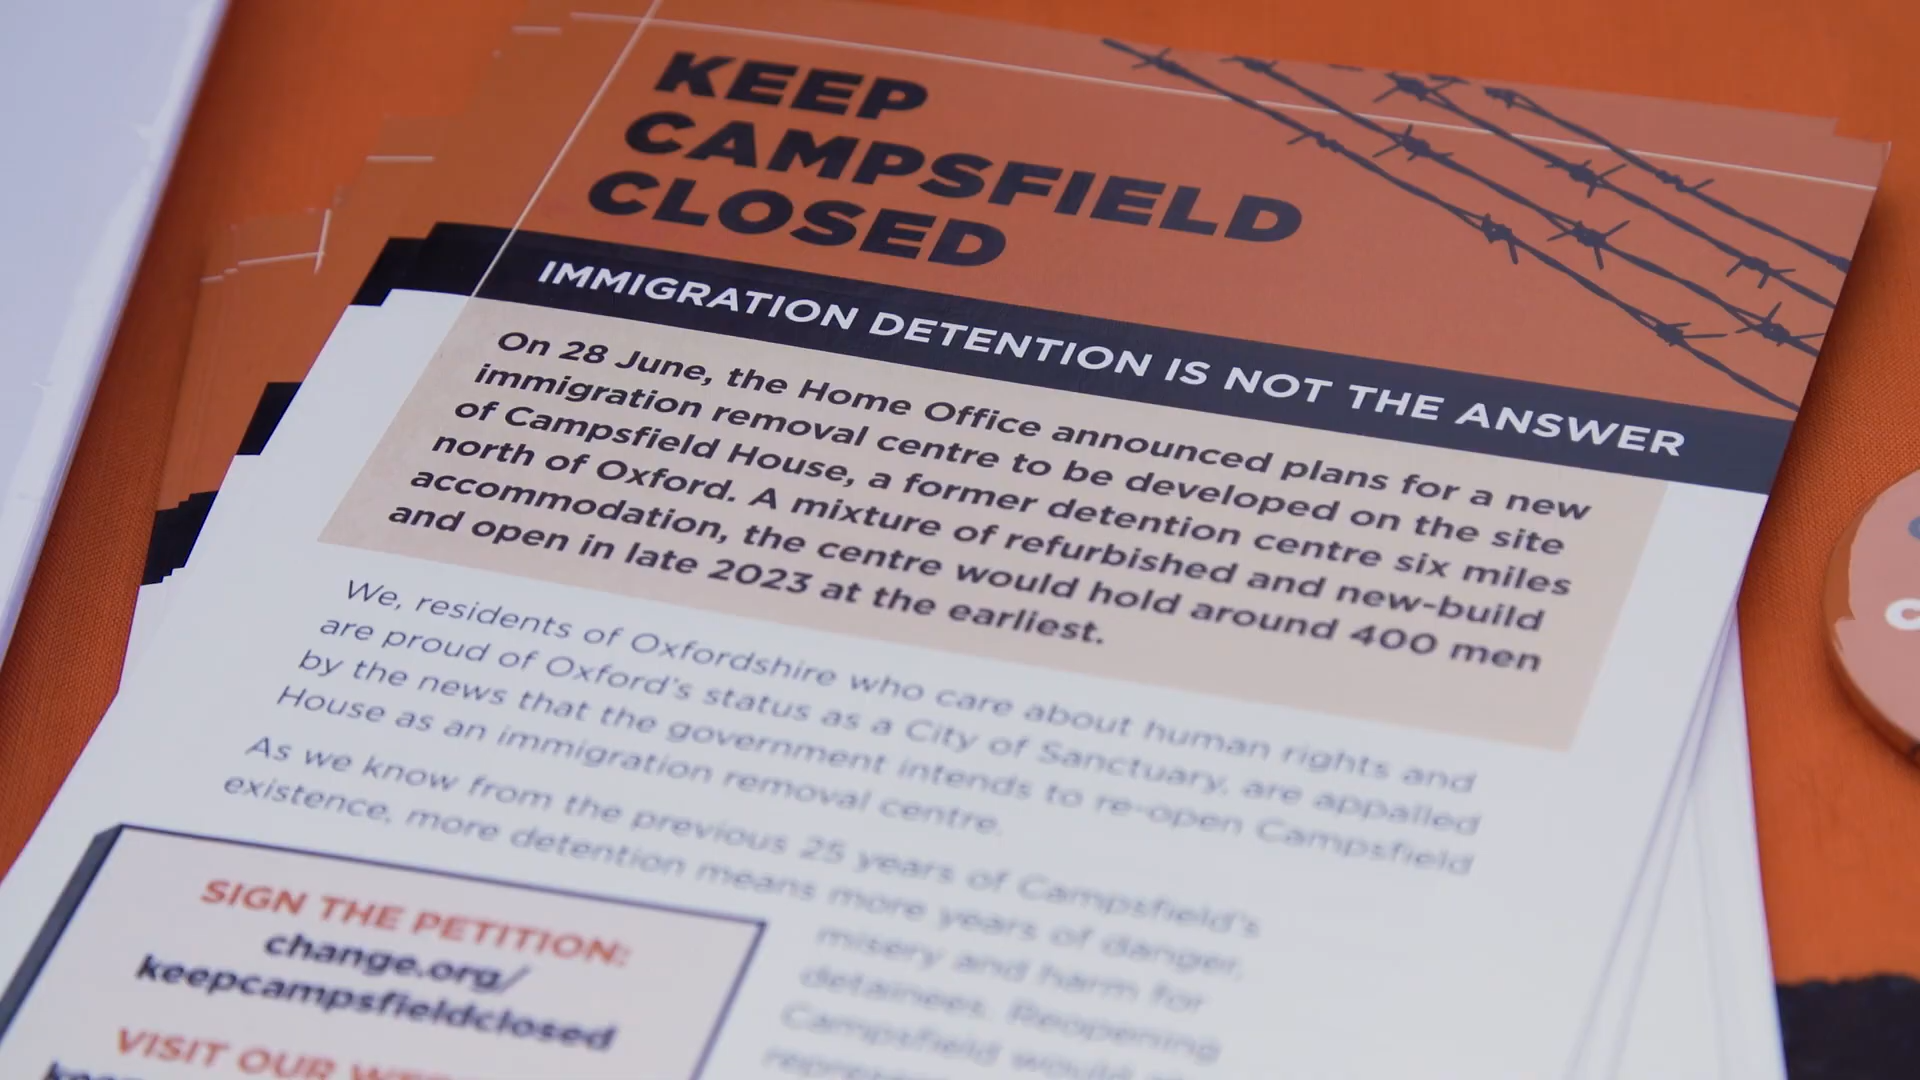 KEEP
CAMPSFIELD
CLOSED
IMMIGRATION DETENTION IS NOT THE ANSWER
On 28 June, the Home Office announced plans for a new
immigration removal centre to be developed on the site
of Campsfield House, a former detention centre six miles
north of Oxford. A mixture of refurbished and new-build
accommodation, the centre would hold around 400 men
and open in late 2023 at the earliest.
We, residents of Oxfordshire who care about human rights and
are proud of Oxford's status as a City of Sanctuary, are appalled
by the news that the government intends to re-open Campsfield
House as an immigration removal centre.
As we know from the previous 25 years of Campsfield's
existence, more detention means more years of danger,
misery and harm for
detainees. Reopening
Campsfield would
SIGN THE PETITION:
change.org/
keepcampsfieldclosed
VISIT OUR